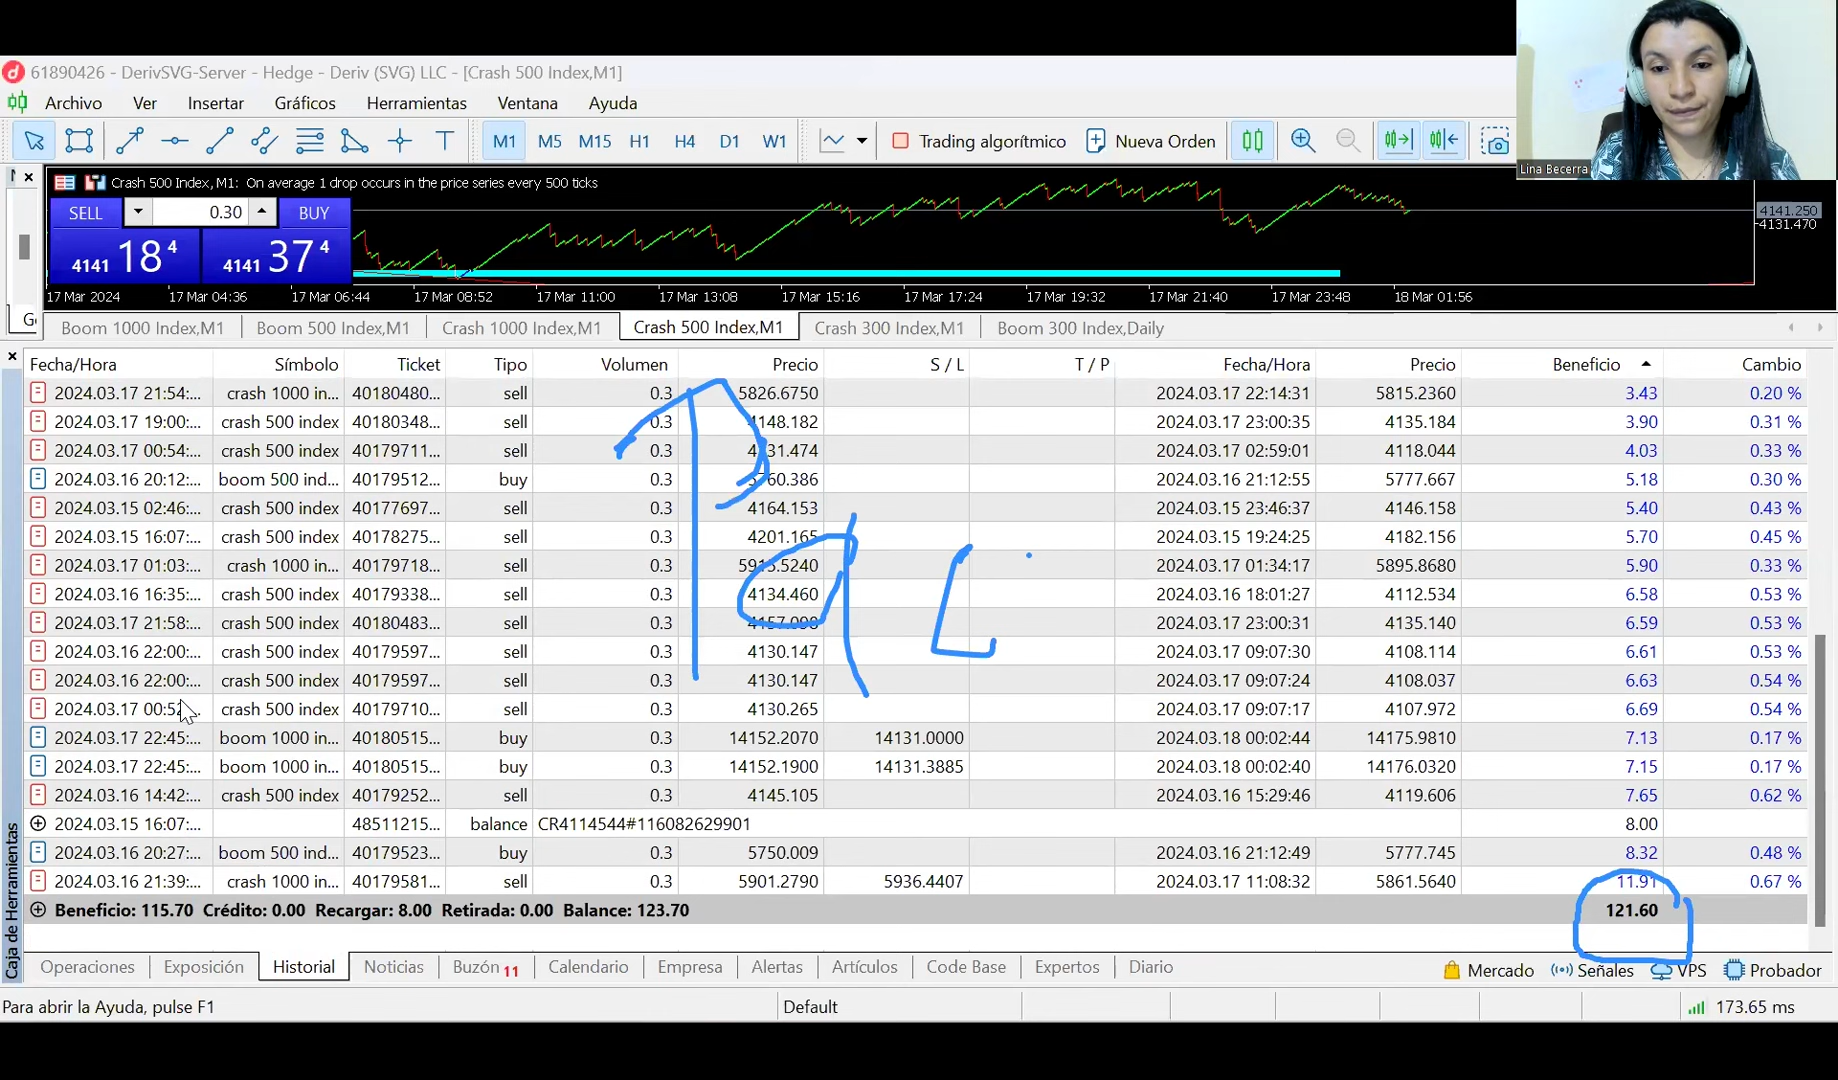 61890426 - DerivSVG-Server - Hedge - Deriv (SVG) LLC - [Crash 500 Index,M1]
Archivo Ver Insertar Gráficos Herramientas Ventana Ayuda
M1 M5 M15 H1 H4 D1 W1 Trading algorítmico Nueva Orden
Lina Becerra
Crash 500 Index, M1: On average 1 drop occurs in the price series every 500 ticks
SELL 0.30 BUY
4141 18 4 4141 37 4
4141.250
4131.470
17 Mar 2024 17 Mar 04:36 17 Mar 06:44 17 Mar 08:52 17 Mar 11:00 17 Mar 13:08 17 Mar 15:16 17 Mar 17:24 17 Mar 19:32 17 Mar 21:40 17 Mar 23:48 18 Mar 01:56
Boom 1000 Index,M1 Boom 500 Index,M1 Crash 1000 Index,M1 Crash 500 Index,M1 Crash 300 Index,M1 Boom 300 Index,Daily
Fecha/Hora Símbolo Ticket Tipo Volumen Precio S / L T / P Fecha/Hora Precio Beneficio Cambio
2024.03.17 21:54:... crash 1000 in... 40180480... sell 0.3 5826.6750 2024.03.17 22:14:31 5815.2360 3.43 0.20 %
2024.03.17 19:00:... crash 500 index 40180348... sell 0.3 4148.182 2024.03.17 23:00:35 4135.184 3.90 0.31 %
2024.03.17 00:54:... crash 500 index 40179711... sell 0.3 4131.474 2024.03.17 02:59:01 4118.044 4.03 0.33 %
2024.03.16 20:12:... boom 500 ind... 40179512... buy 0.3 5760.386 2024.03.16 21:12:55 5777.667 5.18 0.30 %
2024.03.15 02:46:... crash 500 index 40177697... sell 0.3 4164.153 2024.03.15 23:46:37 4146.158 5.40 0.43 %
2024.03.15 16:07:... crash 500 index 40178275... sell 0.3 4201.165 2024.03.15 19:24:25 4182.156 5.70 0.45 %
2024.03.17 01:03:... crash 1000 in... 40179718... sell 0.3 5915.5240 2024.03.17 01:34:17 5895.8680 5.90 0.33 %
2024.03.16 16:35:... crash 500 index 40179338... sell 0.3 4134.460 2024.03.16 18:01:27 4112.534 6.58 0.53 %
2024.03.17 21:58:... crash 500 index 40180483... sell 0.3 4157.098 2024.03.17 23:00:31 4135.140 6.59 0.53 %
2024.03.16 22:00:... crash 500 index 40179597... sell 0.3 4130.147 2024.03.17 09:07:30 4108.114 6.61 0.53 %
2024.03.16 22:00:... crash 500 index 40179597... sell 0.3 4130.147 2024.03.17 09:07:24 4108.037 6.63 0.54 %
2024.03.17 00:52... crash 500 index 40179710... sell 0.3 4130.265 2024.03.17 09:07:17 4107.972 6.69 0.54 %
2024.03.17 22:45:... boom 1000 in... 40180515... buy 0.3 14152.2070 14131.0000 2024.03.18 00:02:44 14175.9810 7.13 0.17 %
2024.03.17 22:45:... boom 1000 in... 40180515... buy 0.3 14152.1900 14131.3885 2024.03.18 00:02:40 14176.0320 7.15 0.17 %
2024.03.16 14:42:... crash 500 index 40179252... sell 0.3 4145.105 2024.03.16 15:29:46 4119.606 7.65 0.62 %
2024.03.15 16:07:... 48511215... balance CR4114544#116082629901 8.00
2024.03.16 20:27:... boom 500 ind... 40179523... buy 0.3 5750.009 2024.03.16 21:12:49 5777.745 8.32 0.48 %
2024.03.16 21:39:... crash 1000 in... 40179581... sell 0.3 5901.2790 5936.4407 2024.03.17 11:08:32 5861.5640 11.91 0.67 %
Beneficio: 115.70 Crédito: 0.00 Recargar: 8.00 Retirada: 0.00 Balance: 123.70 121.60
Caja de Herramientas
Operaciones Exposición Historial Noticias Buzón 11 Calendario Empresa Alertas Artículos Code Base Expertos Diario Mercado Señales VPS Probador
Para abrir la Ayuda, pulse F1 Default 173.65 ms